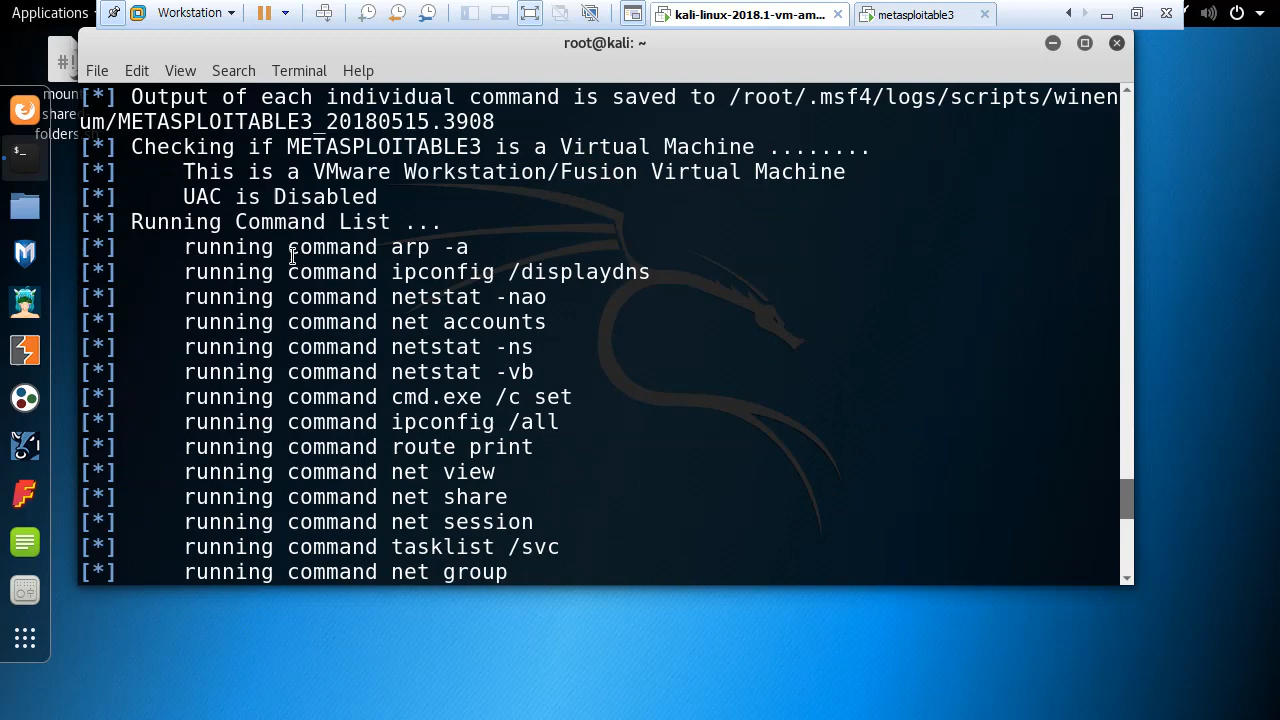 Applications
Workstation
kali-linux-2018.1-vm-am...
metasploitable3
root@kali: ~
File Edit View Search Terminal Help
moun
share
folders
[*] Output of each individual command is saved to /root/.msf4/logs/scripts/winen
um/METASPLOITABLE3_20180515.3908
[*] Checking if METASPLOITABLE3 is a Virtual Machine ........
[*]     This is a VMware Workstation/Fusion Virtual Machine
[*]     UAC is Disabled
[*] Running Command List ...
[*]     running command arp -a
[*]     running command ipconfig /displaydns
[*]     running command netstat -nao
[*]     running command net accounts
[*]     running command netstat -ns
[*]     running command netstat -vb
[*]     running command cmd.exe /c set
[*]     running command ipconfig /all
[*]     running command route print
[*]     running command net view
[*]     running command net share
[*]     running command net session
[*]     running command tasklist /svc
[*]     running command net group